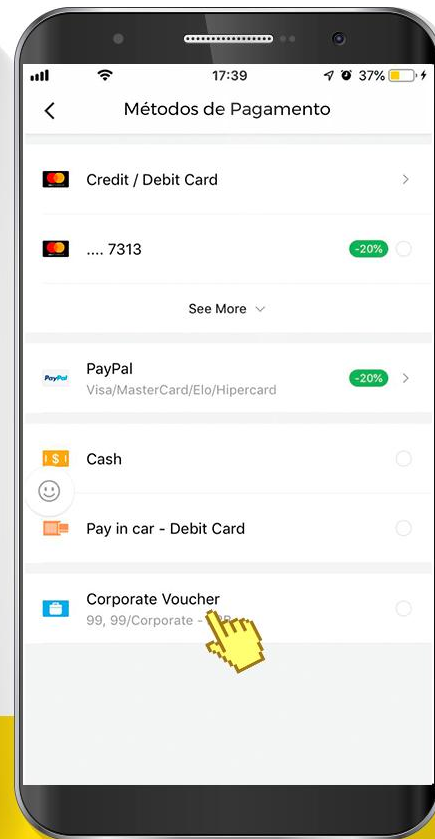 17:39
37%
Métodos de Pagamento
Credit / Debit Card
.... 7313
-20%
See More
PayPal
PayPal
-20%
Visa/MasterCard/Elo/Hipercard
$
Cash
Pay in car - Debit Card
Corporate Voucher
99, 99/Corporate -